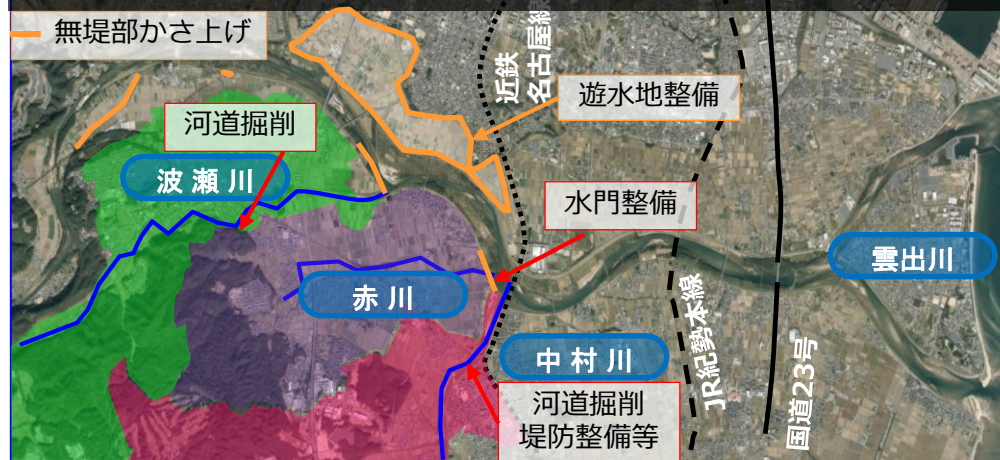 無堤部かさ上げ
近鉄
名古屋線
遊水地整備
河道掘削
波瀬川
水門整備
雲出川
赤川
中村川
JR紀勢本線
国道23号
河道掘削
堤防整備等